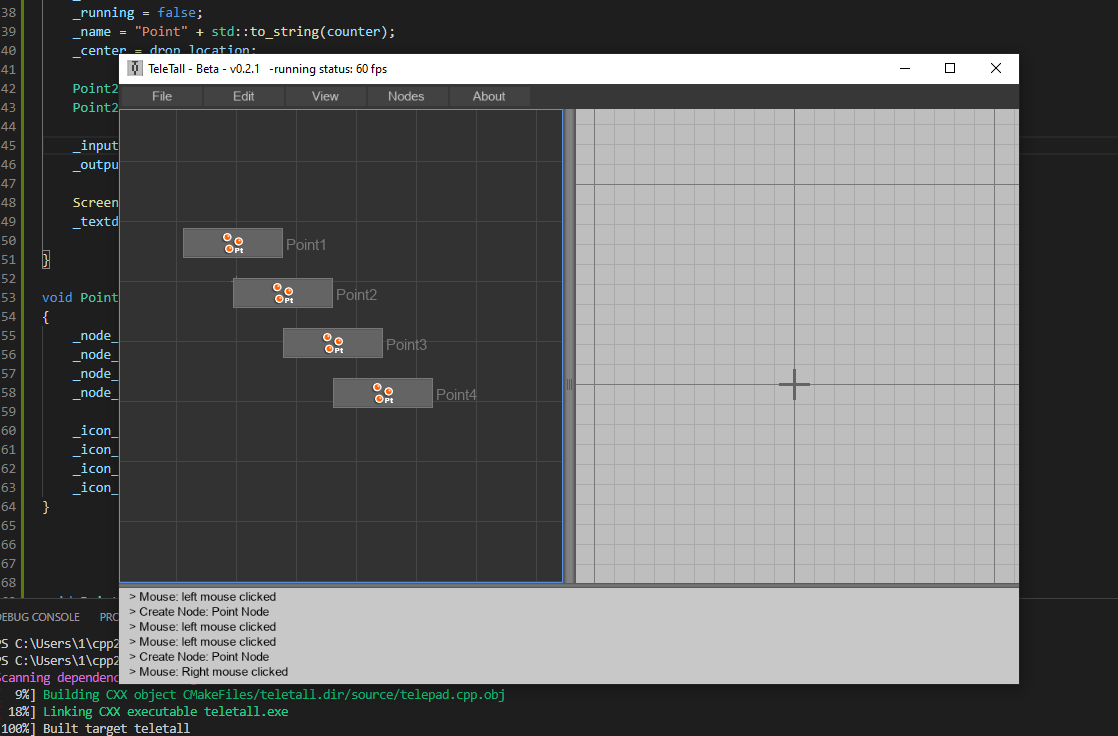 38 _running = false;
39 _name = "Point" + std::to_string(counter);
40 _center = drop_location;
TeleTall - Beta - v0.2.1 -running status: 60 fps
File Edit View Nodes About
41
42 Point2
43 Point2
44
45 _input
46 _outpu
47
48 Screen
49 _textd
50
51 }
52
53 void Point
54 {
55 _node_
56 _node_
57 _node_
58 _node_
59
60 _icon_
61 _icon_
62 _icon_
63 _icon_
64 }
65
66
67
68
Pt Point1
Pt Point2
Pt Point3
Pt Point4
> Mouse: left mouse clicked
> Create Node: Point Node
> Mouse: left mouse clicked
> Mouse: left mouse clicked
> Create Node: Point Node
> Mouse: Right mouse clicked
DEBUG CONSOLE PRO
PS C:\Users\1\cpp2
PS C:\Users\1\cpp2
Scanning dependenc
9%] Building CXX object CMakeFiles/teletall.dir/source/telepad.cpp.obj
18%] Linking CXX executable teletall.exe
100%] Built target teletall